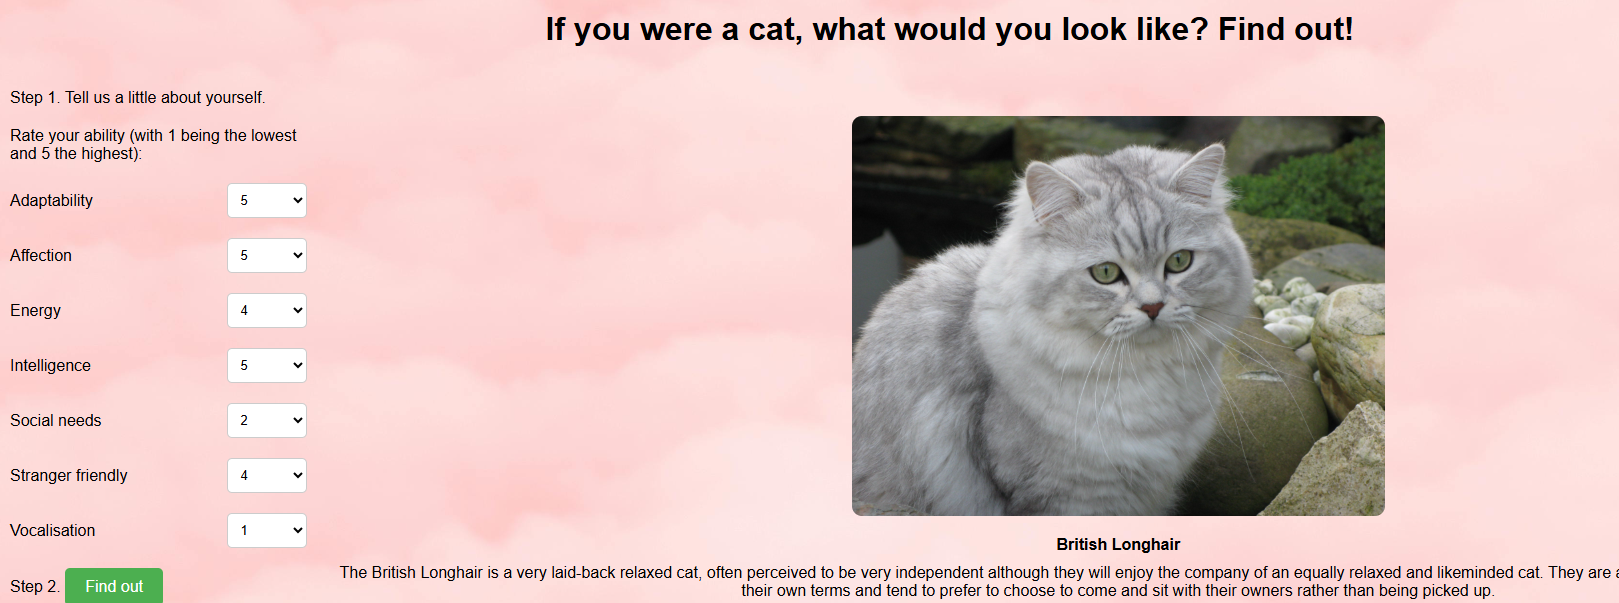 If you were a cat, what would you look like? Find out!
Step 1. Tell us a little about yourself.
Rate your ability (with 1 being the lowest
and 5 the highest):
Adaptability 5
Affection 5
Energy 4
Intelligence 5
Social needs 2
Stranger friendly 4
Vocalisation 1
Step 2. Find out
British Longhair
The British Longhair is a very laid-back relaxed cat, often perceived to be very independent although they will enjoy the company of an equally relaxed and likeminded cat. They are
their own terms and tend to prefer to choose to come and sit with their owners rather than being picked up.